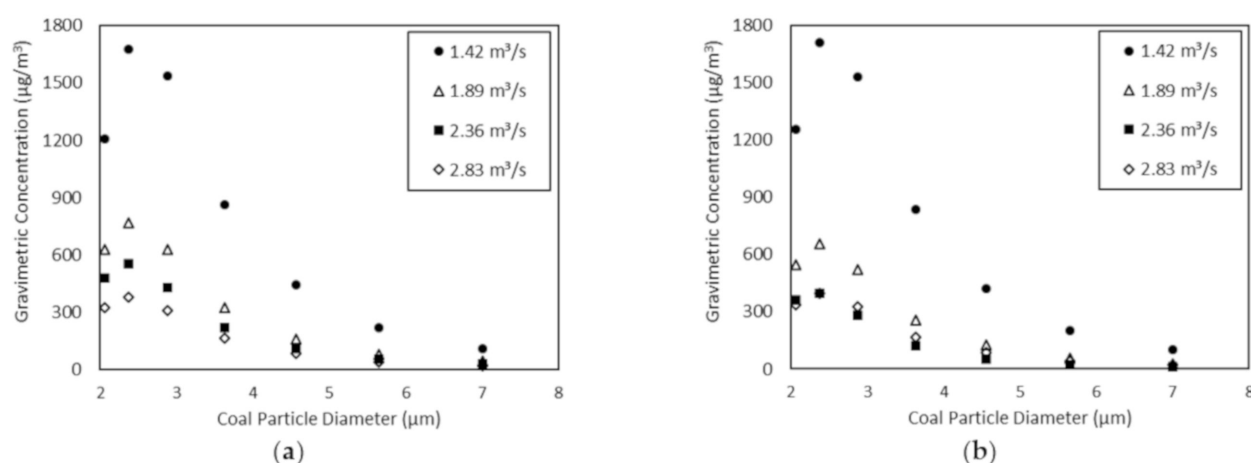 1800
1500
1200
900
600
300
0
Gravimetric Concentration (µg/m³)
1.42 m³/s
1.89 m³/s
2.36 m³/s
2.83 m³/s
2 3 4 5 6 7 8
Coal Particle Diameter (µm)
(a)
1800
1500
1200
900
600
300
0
Gravimetric Concentration (µg/m³)
1.42 m³/s
1.89 m³/s
2.36 m³/s
2.83 m³/s
2 3 4 5 6 7 8
Coal Particle Diameter (µm)
(b)